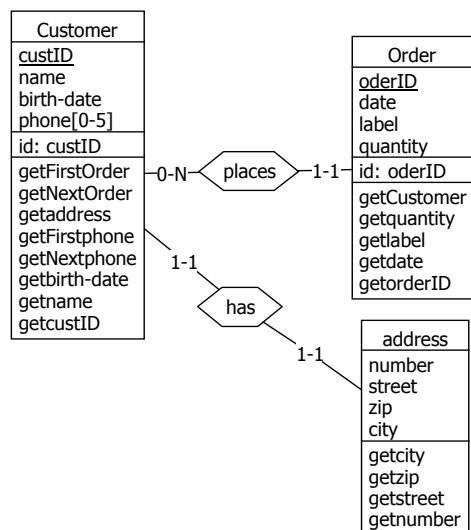 Customer
custID
name
birth-date
phone[0-5]
id: custID
getFirstOrder
getNextOrder
getaddress
getFirstphone
getNextphone
getbirth-date
getname
getcustID
0-N
places
1-1
Order
oderID
date
label
quantity
id: oderID
getCustomer
getquantity
getlabel
getdate
getorderID
1-1
has
1-1
address
number
street
zip
city
getcity
getzip
getstreet
getnumber